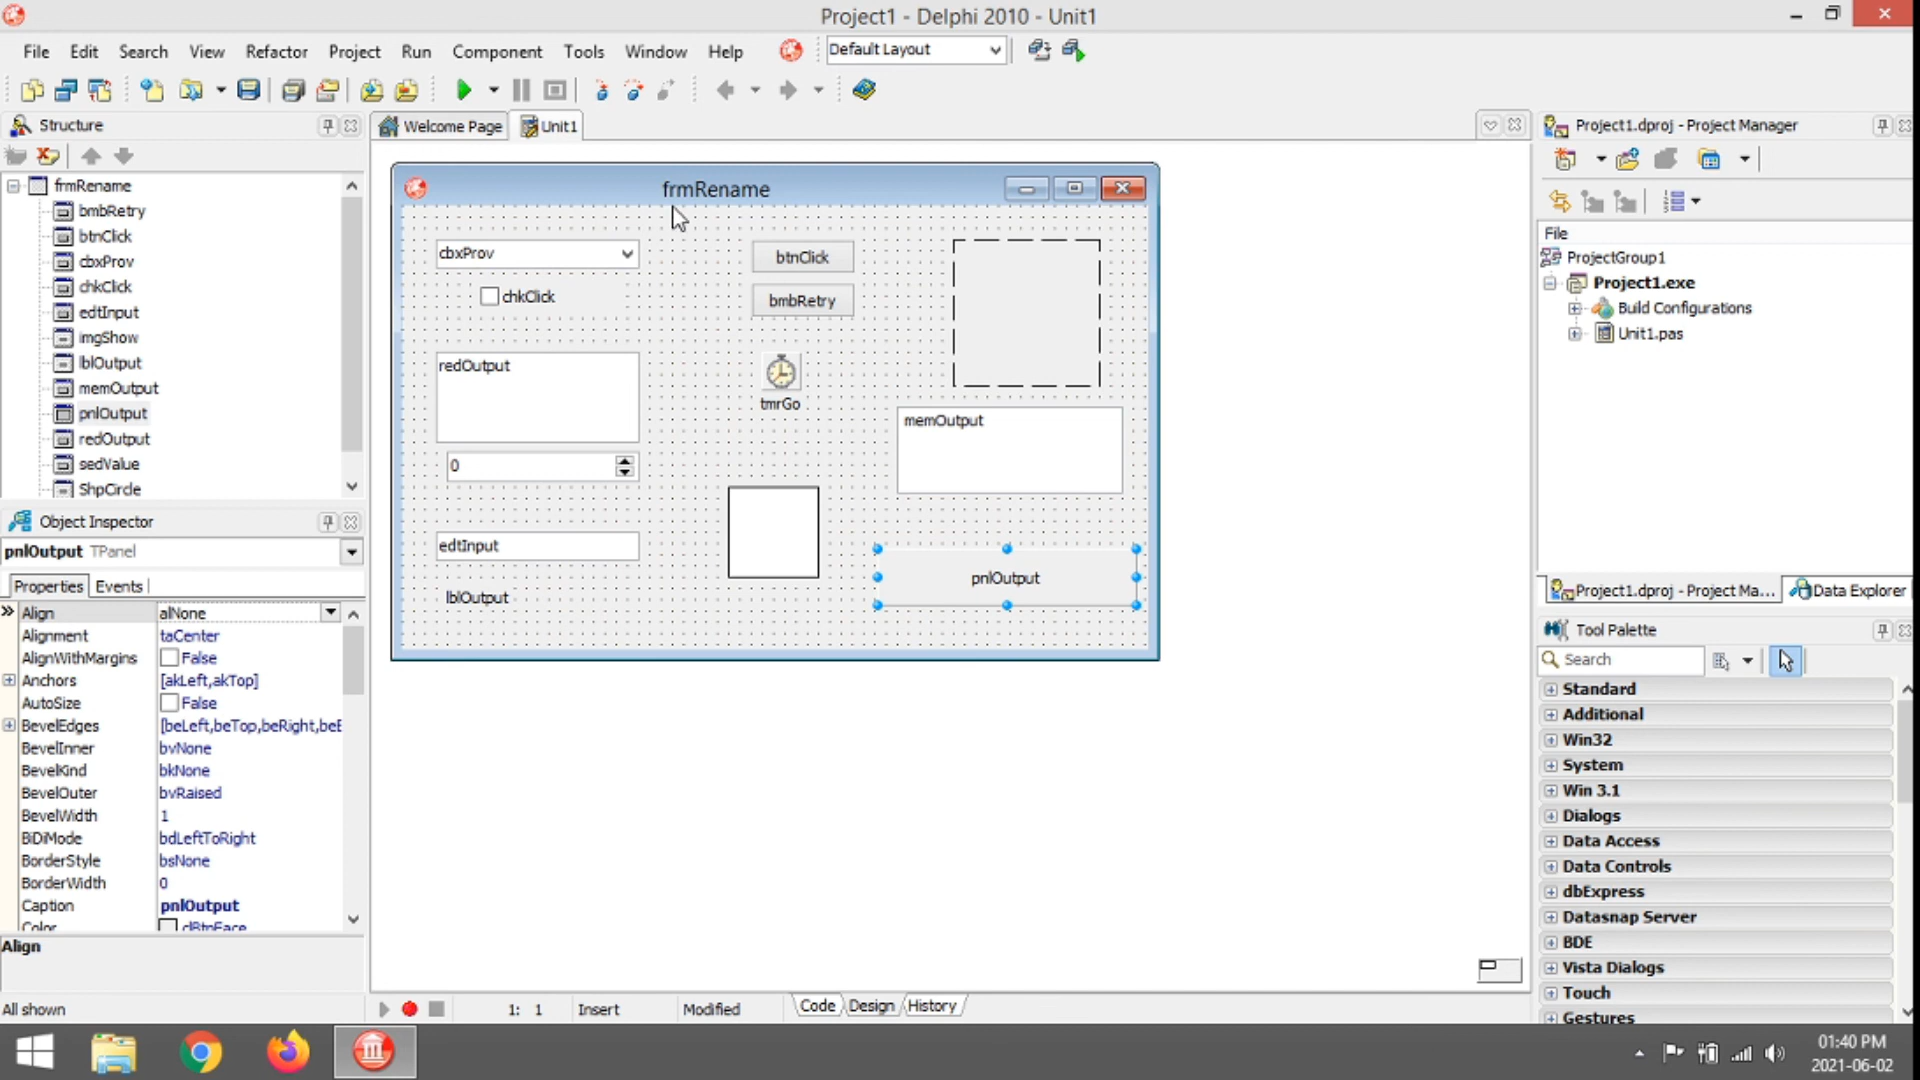 Project1 - Delphi 2010 - Unit1
File Edit Search View Refactor Project Run Component Tools Window Help Default Layout
Structure
frmRename
bmbRetry
btnClick
cbxProv
chkClick
edtInput
imgShow
lblOutput
memOutput
pnlOutput
redOutput
sedValue
ShpCircle
Object Inspector
pnlOutput TPanel
Properties Events
Align alNone
Alignment taCenter
AlignWithMargins False
Anchors [akLeft,akTop]
AutoSize False
BevelEdges [beLeft,beTop,beRight,beE
BevelInner bvNone
BevelKind bkNone
BevelOuter bvRaised
BevelWidth 1
BiDiMode bdLeftToRight
BorderStyle bsNone
BorderWidth 0
Caption pnlOutput
Color clBtnFace
Align
All shown
Welcome Page Unit1
frmRename
cbxProv
btnClick
chkClick
bmbRetry
redOutput
tmrGo
memOutput
0
edtInput
lblOutput
pnlOutput
1: 1 Insert Modified Code Design History
Project1.dproj - Project Manager
File
ProjectGroup1
Project1.exe
Build Configurations
Unit1.pas
Project1.dproj - Project Ma... Data Explorer
Tool Palette
Search
Standard
Additional
Win32
System
Win 3.1
Dialogs
Data Access
Data Controls
dbExpress
Datasnap Server
BDE
Vista Dialogs
Touch
Gestures
01:40 PM
2021-06-02